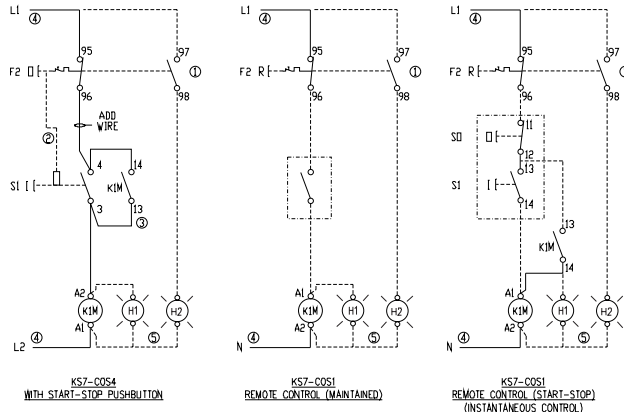 L1
④
95
97
F2
①
96
98
ADD
WIRE
②
4
14
S1
K1M
3
13
③
A2
K1M
H1
H2
A1
④
⑤
L2
KS7-COS4
WITH START-STOP PUSHBUTTON
L1
④
95
97
F2 R
①
96
98
A1
K1M
H1
H2
A2
④
⑤
N
KS7-COS1
REMOTE CONTROL (MAINTAINED)
L1
④
95
97
F2 R
96
98
11
S0
12
13
S1
14
13
K1M
14
A1
K1M
H1
H2
A2
④
⑤
N
KS7-COS1
REMOTE CONTROL (START-STOP)
(INSTANTANEOUS CONTROL)